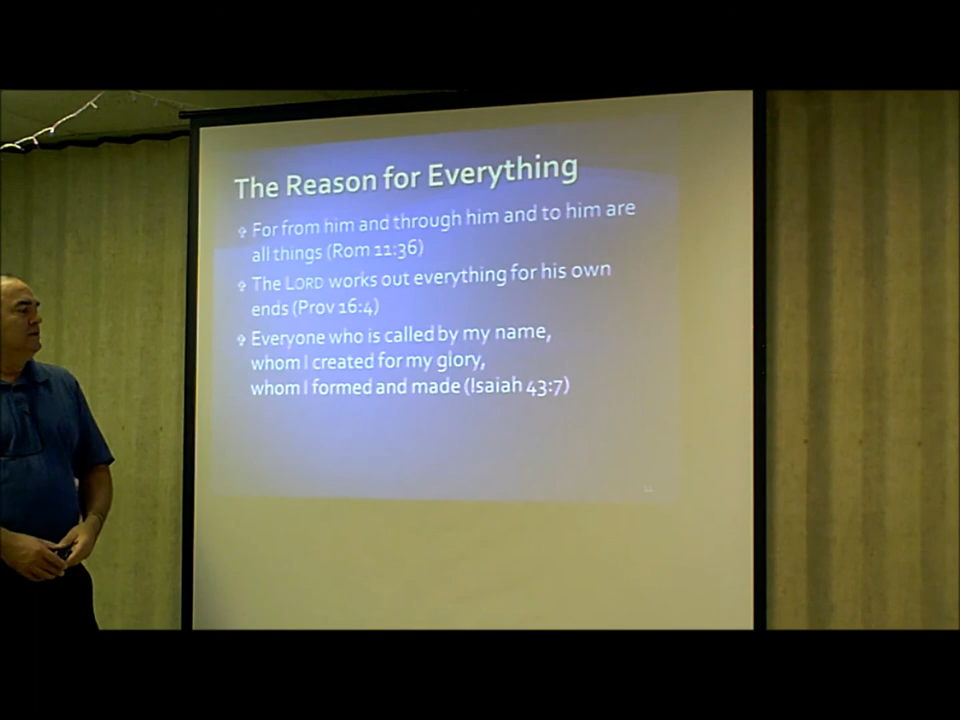 The Reason for Everything
For from him and through him and to him are
all things (Rom 11:36)
The LORD works out everything for his own
ends (Prov 16:4)
Everyone who is called by my name,
whom I created for my glory,
whom I formed and made (Isaiah 43:7)